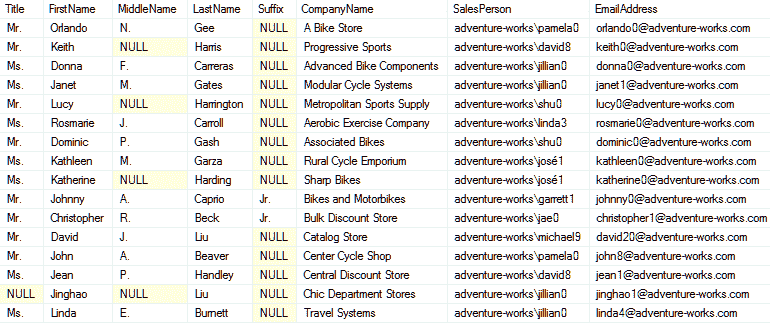 Title FirstName MiddleName LastName Suffix CompanyName SalesPerson EmailAddress
Mr. Orlando N. Gee NULL A Bike Store adventure-works\pamela0 orlando0@adventure-works.com
Mr. Keith NULL Harris NULL Progressive Sports adventure-works\david8 keith0@adventure-works.com
Ms. Donna F. Carreras NULL Advanced Bike Components adventure-works\jillian0 donna0@adventure-works.com
Ms. Janet M. Gates NULL Modular Cycle Systems adventure-works\jillian0 janet1@adventure-works.com
Mr. Lucy NULL Harrington NULL Metropolitan Sports Supply adventure-works\shu0 lucy0@adventure-works.com
Ms. Rosmarie J. Carroll NULL Aerobic Exercise Company adventure-works\linda3 rosmarie0@adventure-works.com
Mr. Dominic P. Gash NULL Associated Bikes adventure-works\shu0 dominic0@adventure-works.com
Ms. Kathleen M. Garza NULL Rural Cycle Emporium adventure-works\josé1 kathleen0@adventure-works.com
Ms. Katherine NULL Harding NULL Sharp Bikes adventure-works\josé1 katherine0@adventure-works.com
Mr. Johnny A. Caprio Jr. Bikes and Motorbikes adventure-works\garrett1 johnny0@adventure-works.com
Mr. Christopher R. Beck Jr. Bulk Discount Store adventure-works\jae0 christopher1@adventure-works.com
Mr. David J. Liu NULL Catalog Store adventure-works\michael9 david20@adventure-works.com
Mr. John A. Beaver NULL Center Cycle Shop adventure-works\pamela0 john8@adventure-works.com
Ms. Jean P. Handley NULL Central Discount Store adventure-works\david8 jean1@adventure-works.com
NULL Jinghao NULL Liu NULL Chic Department Stores adventure-works\jillian0 jinghao1@adventure-works.com
Ms. Linda E. Burnett NULL Travel Systems adventure-works\jillian0 linda4@adventure-works.com